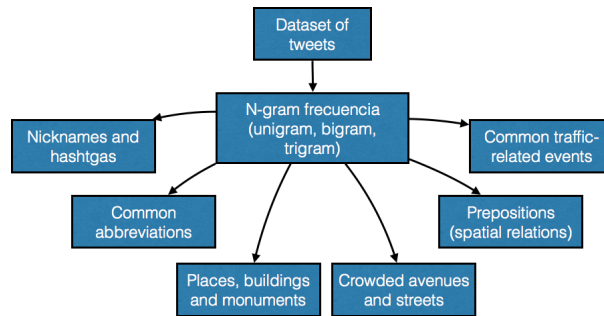 Dataset of
tweets
N-gram frecuencia
(unigram, bigram,
trigram)
Nicknames and
hashtgas
Common traffic-
related events
Common
abbreviations
Prepositions
(spatial relations)
Places, buildings
and monuments
Crowded avenues
and streets